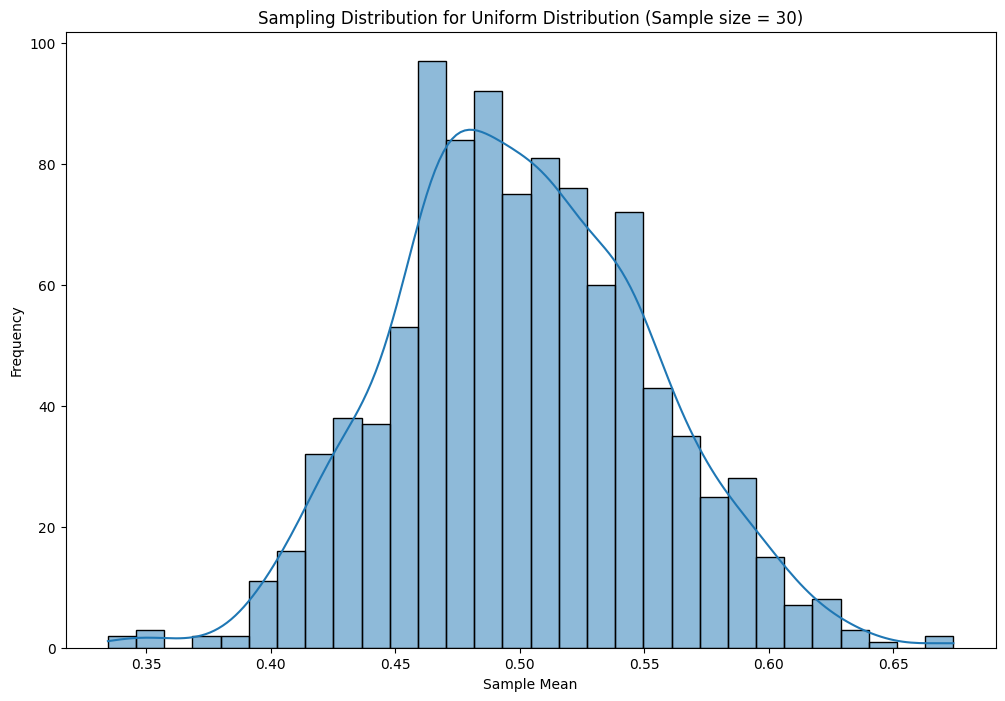 Sampling Distribution for Uniform Distribution (Sample size = 30)
100
80
60
40
20
0
Frequency
0.35 0.40 0.45 0.50 0.55 0.60 0.65
Sample Mean